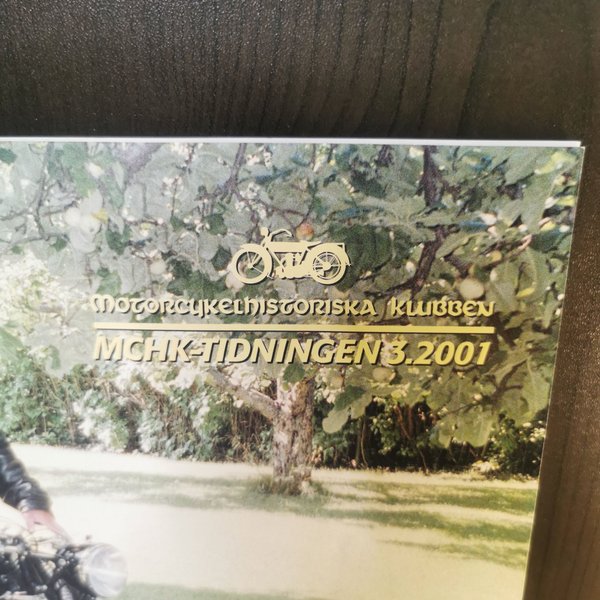 Motorcykelhistoriska Klubben
MCHK-TIDNINGEN 3.2001